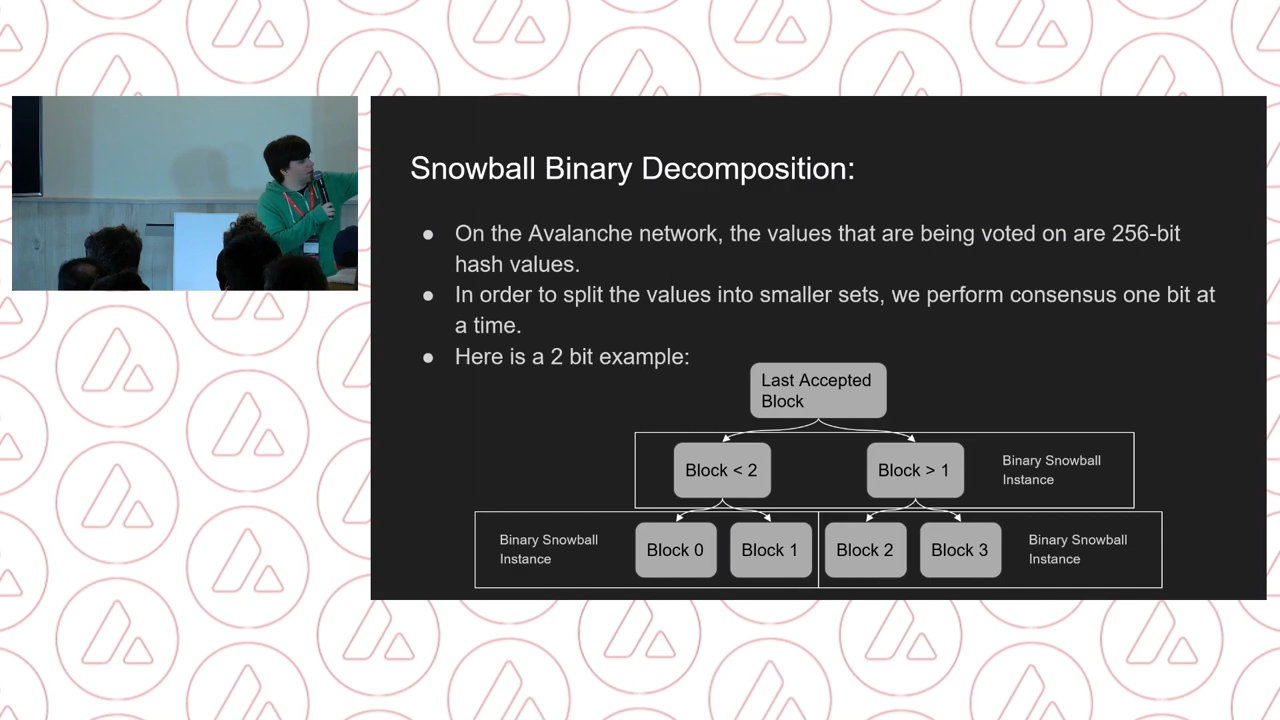 Snowball Binary Decomposition:
● On the Avalanche network, the values that are being voted on are 256-bit
hash values.
● In order to split the values into smaller sets, we perform consensus one bit at
a time.
● Here is a 2 bit example:
Last Accepted
Block
Block < 2
Block > 1
Binary Snowball
Instance
Binary Snowball
Instance
Block 0
Block 1
Block 2
Block 3
Binary Snowball
Instance